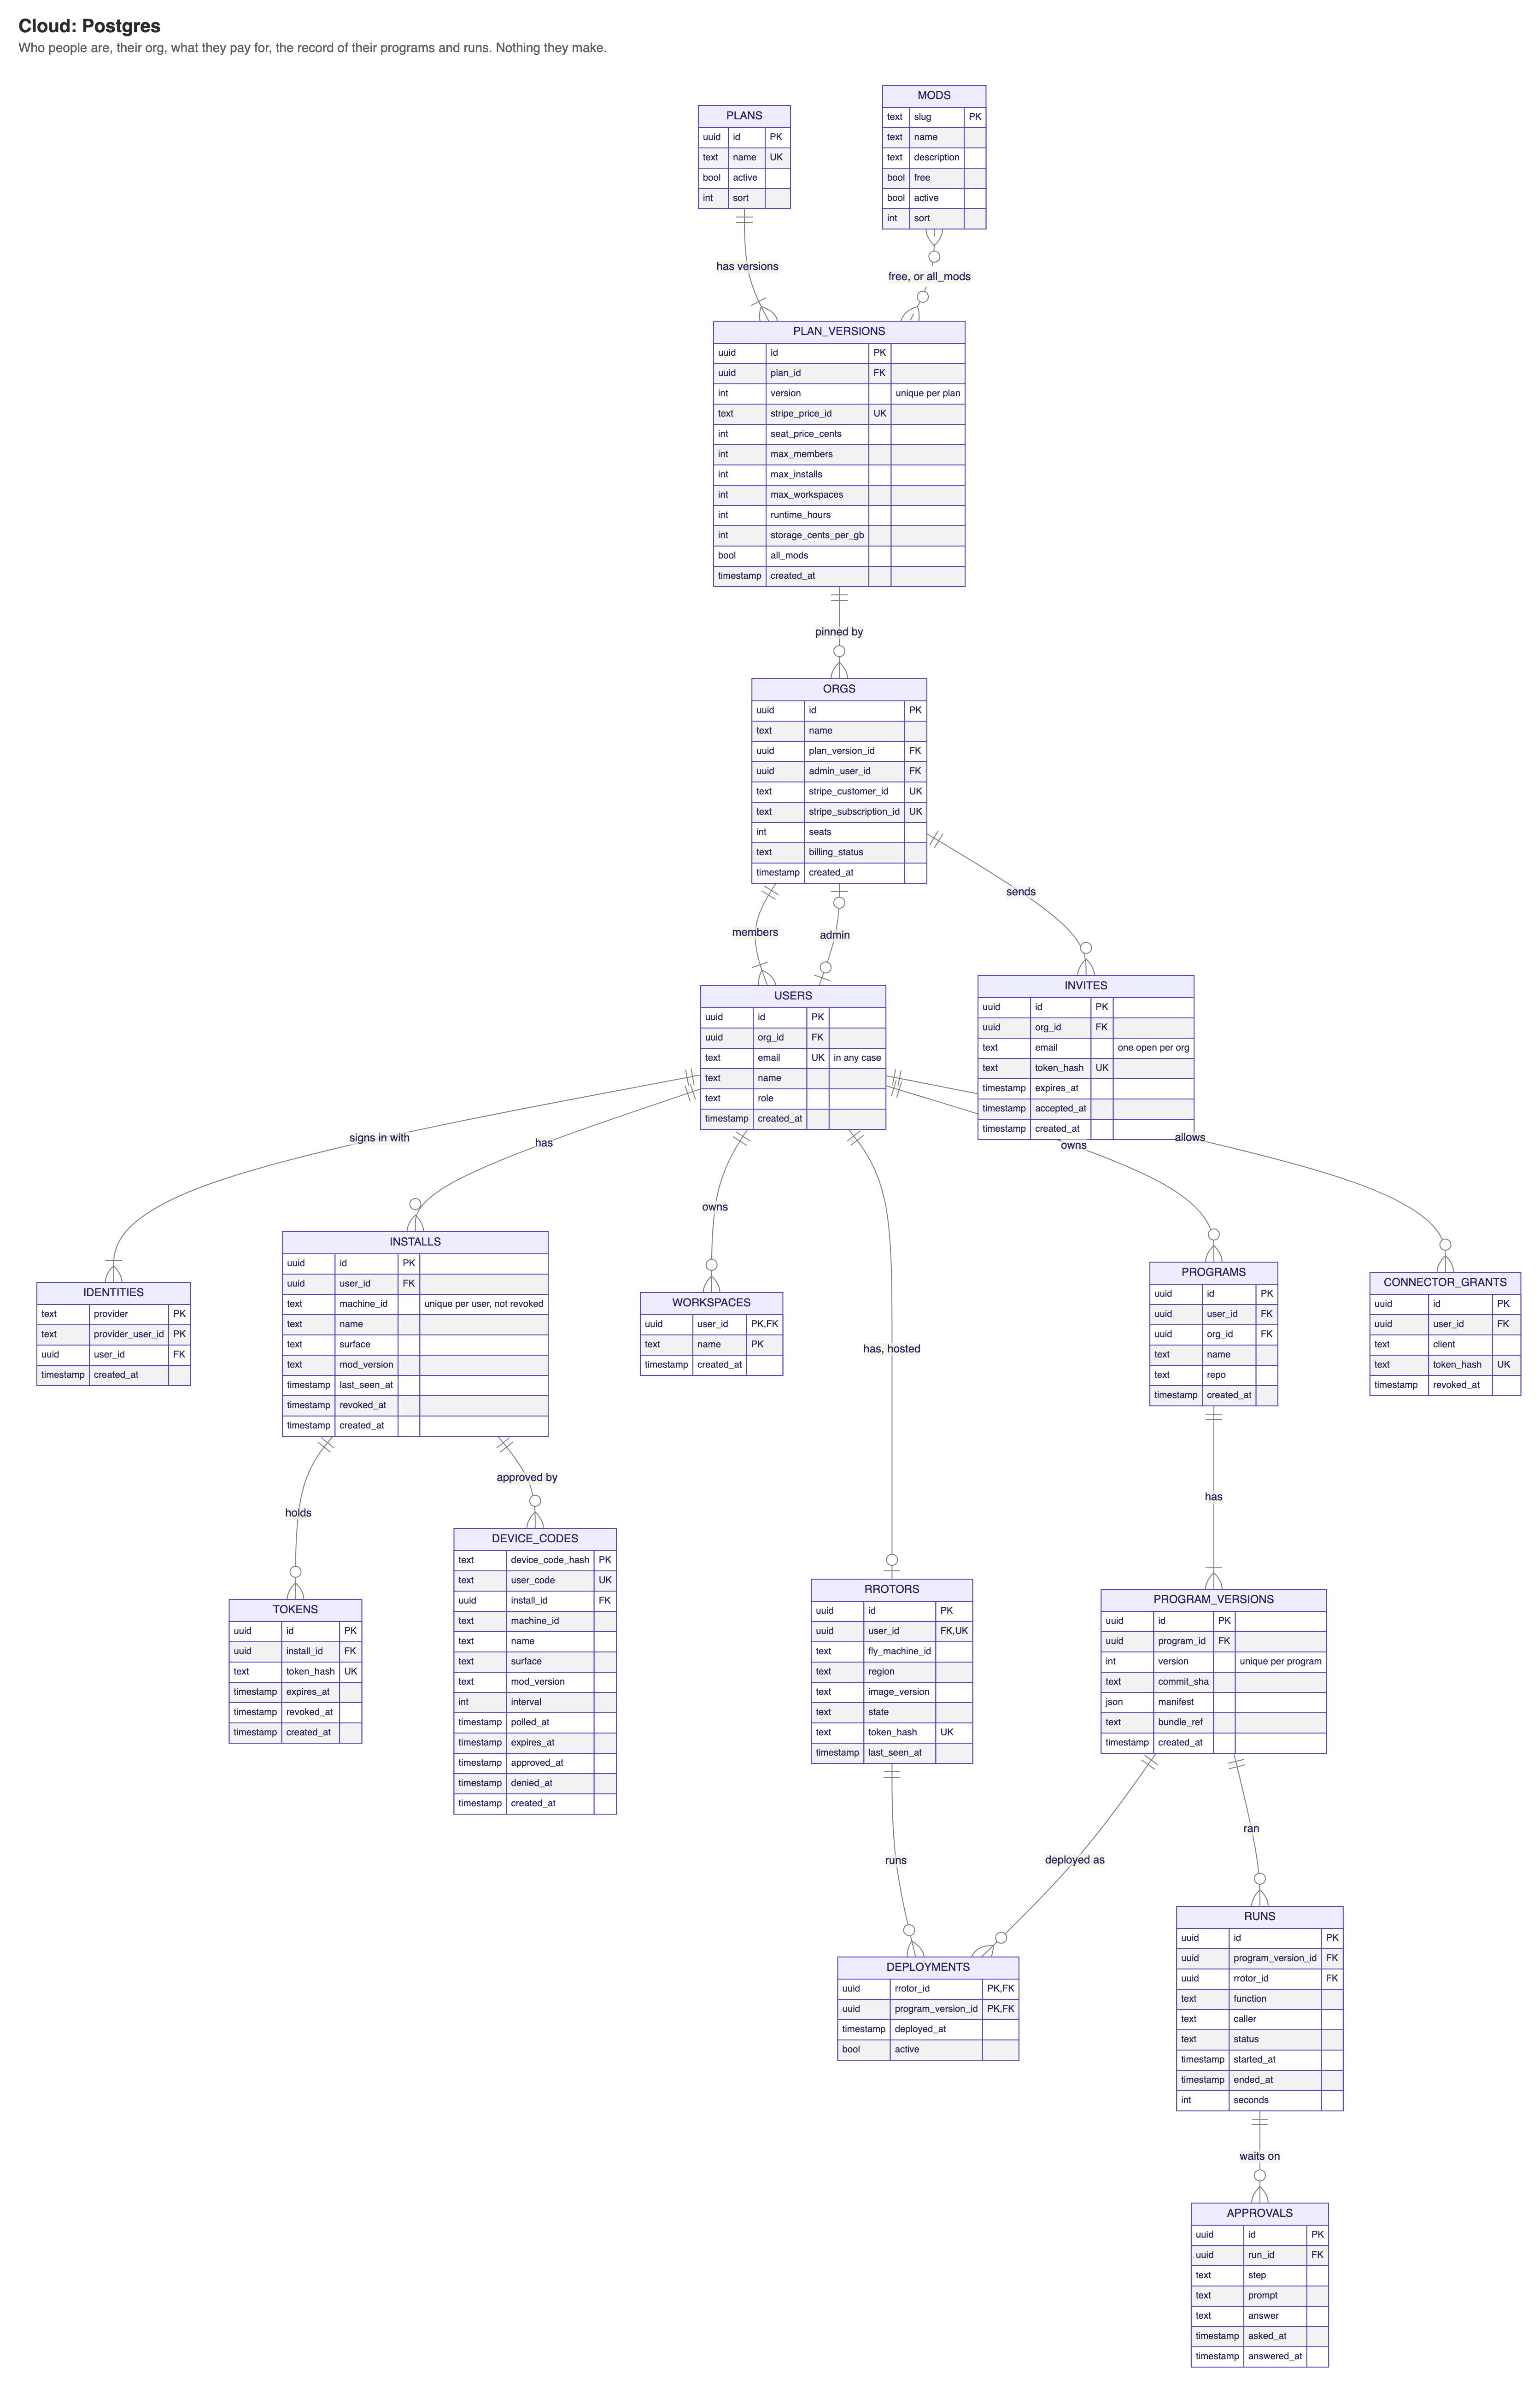 Cloud: Postgres
Who people are, their org, what they pay for, the record of their programs and runs. Nothing they make.
PLANS
uuid id PK
text name UK
bool active
int sort
MODS
text slug PK
text name
text description
bool free
bool active
int sort
has versions
free, or all_mods
PLAN_VERSIONS
uuid id PK
uuid plan_id FK
int version unique per plan
text stripe_price_id UK
int seat_price_cents
int max_members
int max_installs
int max_workspaces
int runtime_hours
int storage_cents_per_gb
bool all_mods
timestamp created_at
pinned by
ORGS
uuid id PK
text name
uuid plan_version_id FK
uuid admin_user_id FK
text stripe_customer_id UK
text stripe_subscription_id UK
int seats
text billing_status
timestamp created_at
sends
members
admin
USERS
uuid id PK
uuid org_id FK
text email UK in any case
text name
text role
timestamp created_at
INVITES
uuid id PK
uuid org_id FK
text email one open per org
text token_hash UK
timestamp expires_at
timestamp accepted_at
timestamp created_at
signs in with
has
owns
has, hosted
owns
allows
IDENTITIES
text provider PK
text provider_user_id PK
uuid user_id FK
timestamp created_at
INSTALLS
uuid id PK
uuid user_id FK
text machine_id unique per user, not revoked
text name
text surface
text mod_version
timestamp last_seen_at
timestamp revoked_at
timestamp created_at
WORKSPACES
uuid user_id PK,FK
text name PK
timestamp created_at
PROGRAMS
uuid id PK
uuid user_id FK
uuid org_id FK
text name
text repo
timestamp created_at
CONNECTOR_GRANTS
uuid id PK
uuid user_id FK
text client
text token_hash UK
timestamp revoked_at
holds
approved by
has
TOKENS
uuid id PK
uuid install_id FK
text token_hash UK
timestamp expires_at
timestamp revoked_at
timestamp created_at
DEVICE_CODES
text device_code_hash PK
text user_code UK
uuid install_id FK
text machine_id
text name
text surface
text mod_version
int interval
timestamp polled_at
timestamp expires_at
timestamp approved_at
timestamp denied_at
timestamp created_at
RROTORS
uuid id PK
uuid user_id FK,UK
text fly_machine_id
text region
text image_version
text state
text token_hash UK
timestamp last_seen_at
PROGRAM_VERSIONS
uuid id PK
uuid program_id FK
int version unique per program
text commit_sha
json manifest
text bundle_ref
timestamp created_at
runs
deployed as
ran
DEPLOYMENTS
uuid rrotor_id PK,FK
uuid program_version_id PK,FK
timestamp deployed_at
bool active
RUNS
uuid id PK
uuid program_version_id FK
uuid rrotor_id FK
text function
text caller
text status
timestamp started_at
timestamp ended_at
int seconds
waits on
APPROVALS
uuid id PK
uuid run_id FK
text step
text prompt
text answer
timestamp asked_at
timestamp answered_at